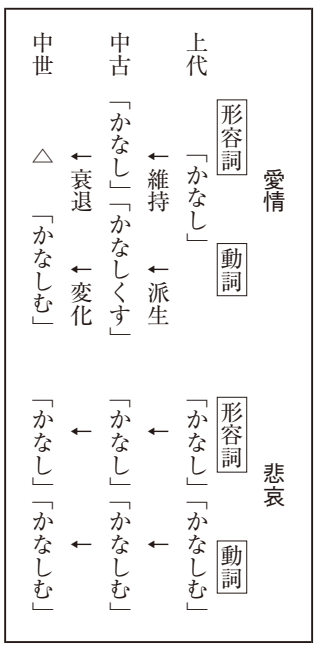 愛情　悲哀
形容詞　動詞　形容詞　動詞
上代　「かなし」　「かなし」「かなしむ」
←維持　←派生　←　←
中古　「かなし」「かなしくす」　「かなし」「かなしむ」
←衰退　←変化　←　←
中世　△　「かなしむ」　「かなし」「かなしむ」